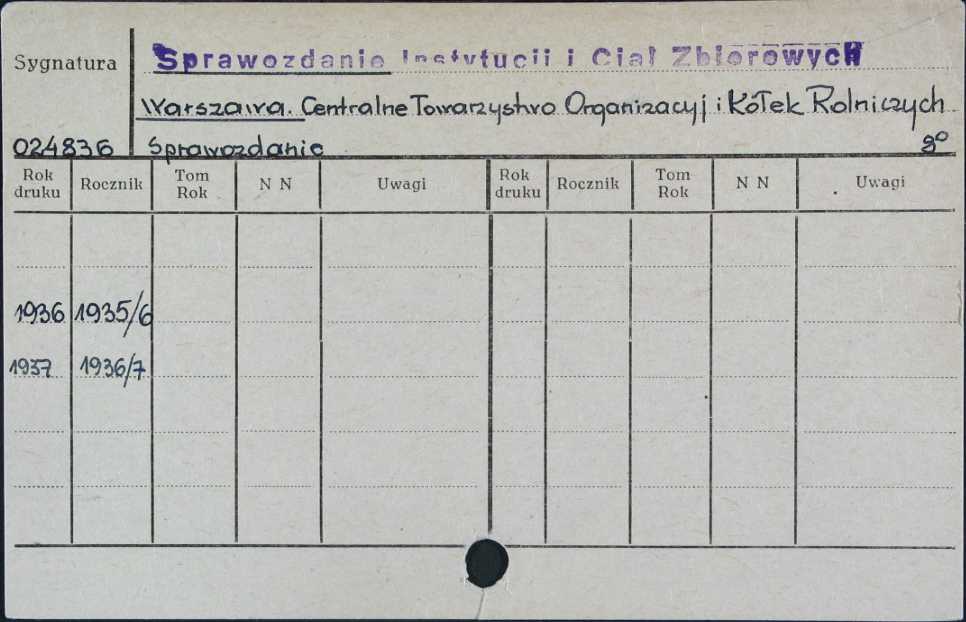 Sygnatura
Sprawozdanie Instytucji i Ciał Zbiorowych
Warszawa. Centralne Towarzystwo Organizacyj i Kółek Rolniczych
024836 Sprawozdanie 8°
Rok druku Rocznik Tom Rok N N Uwagi Rok druku Rocznik Tom Rok N N Uwagi
1936 1935/6
1937 1936/7